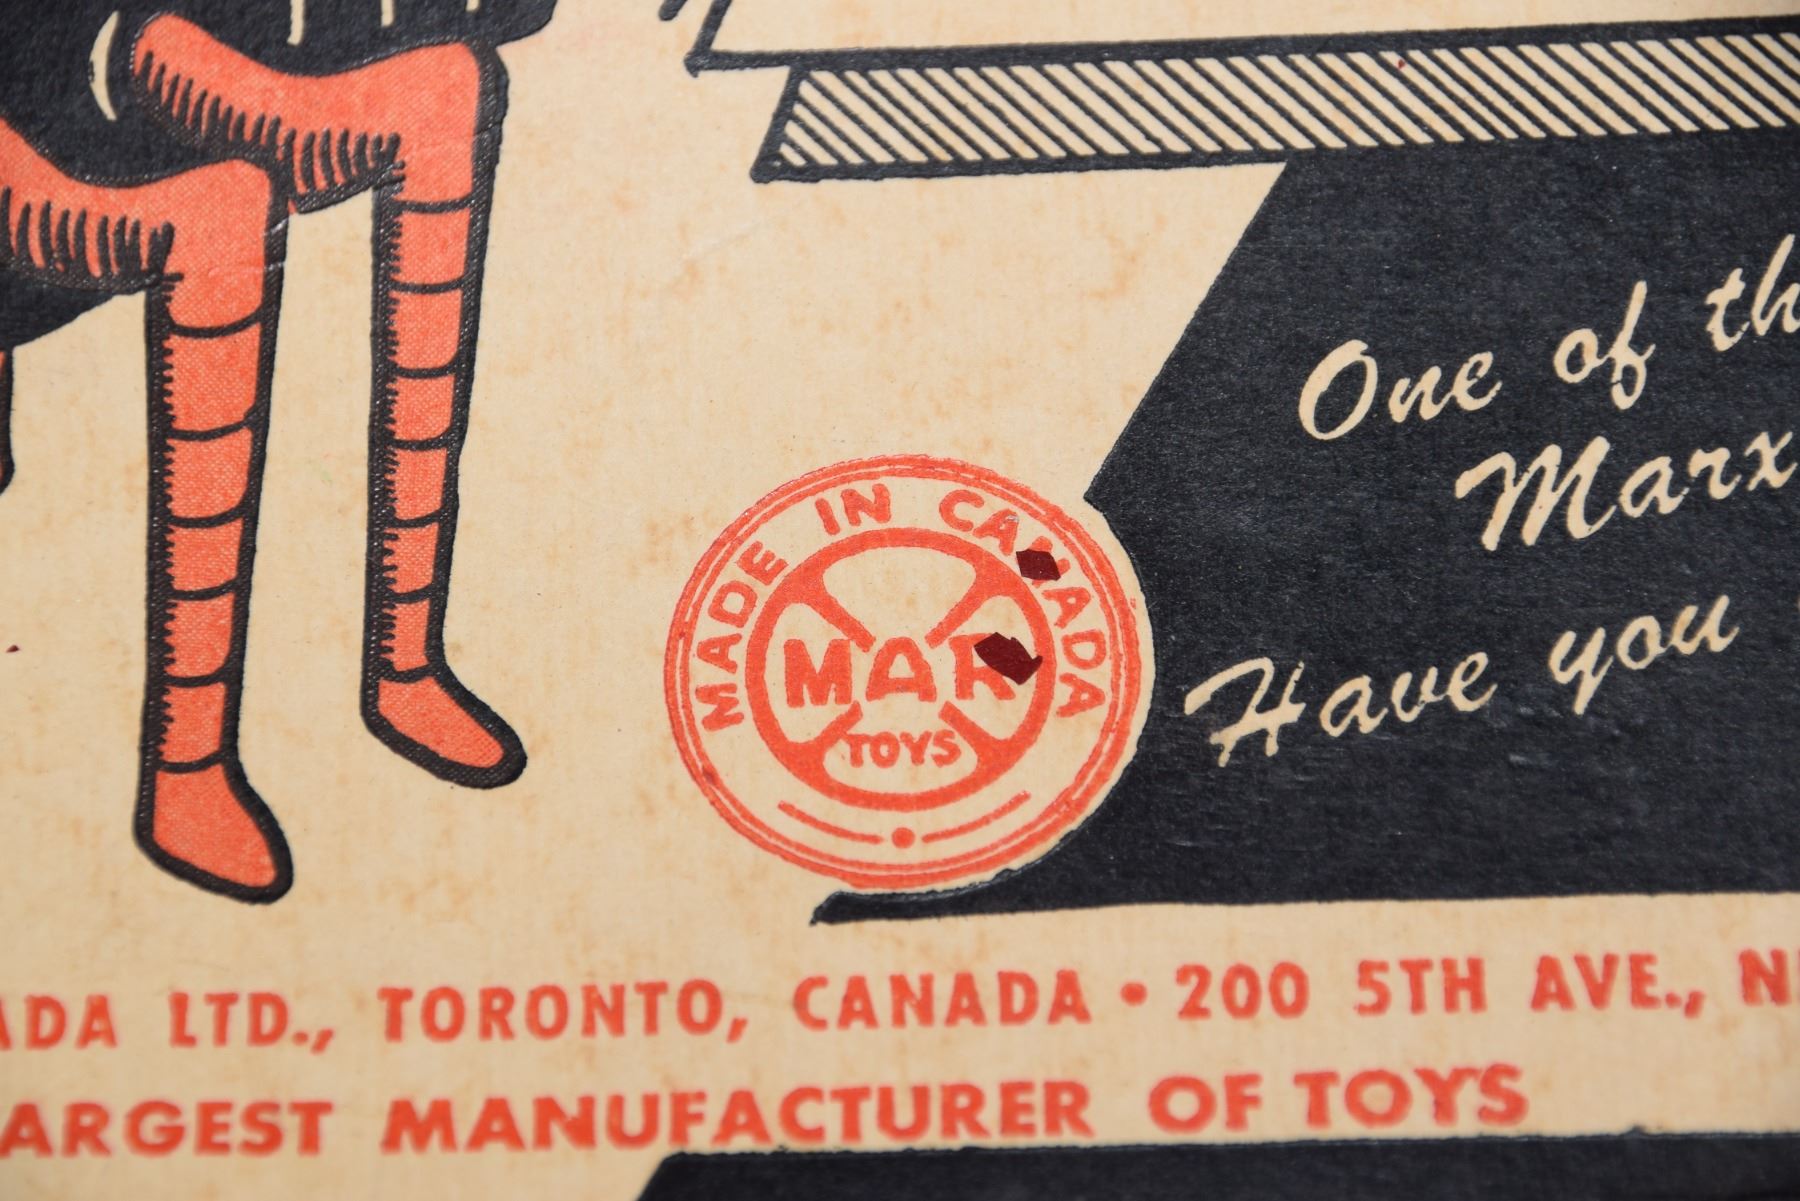 One of th
Marx
Have you
MADE IN CANADA
MAR
TOYS
ADA LTD., TORONTO, CANADA • 200 5TH AVE., N
ARGEST MANUFACTURER OF TOYS